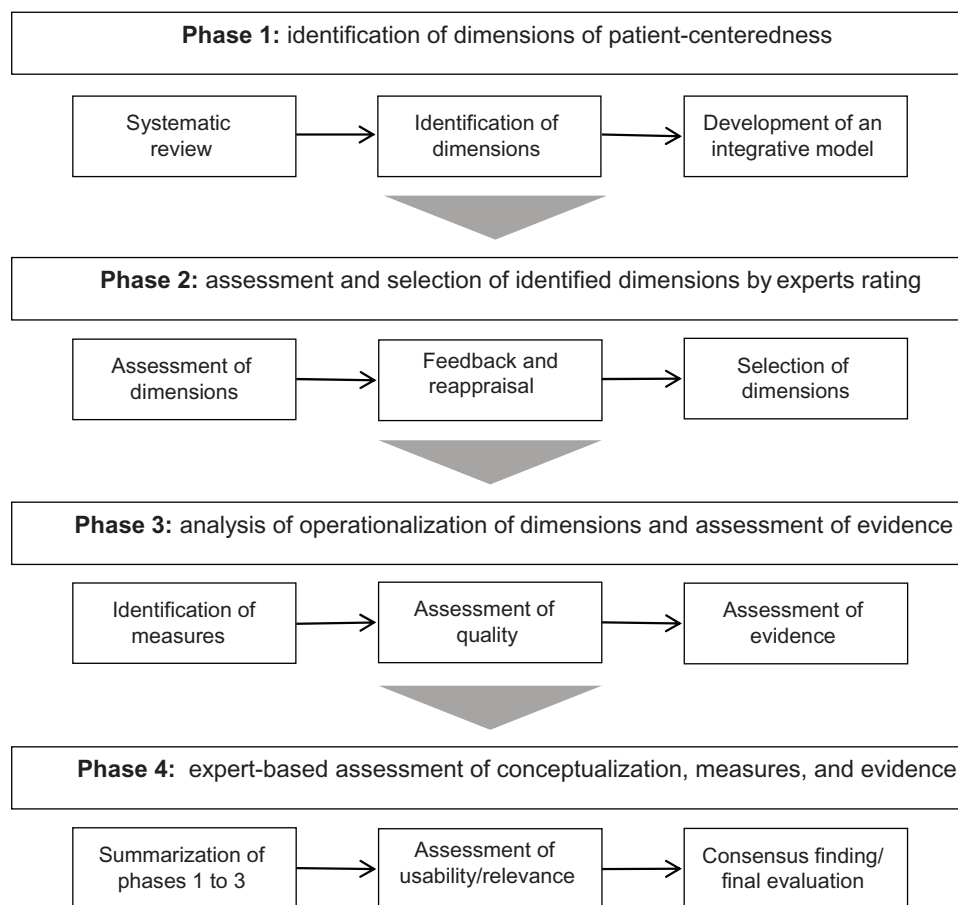 Phase 1: identification of dimensions of patient-centeredness
Systematic
review
Identification of
dimensions
Development of an
integrative model
Phase 2: assessment and selection of identified dimensions by experts rating
Assessment of
dimensions
Feedback and
reappraisal
Selection of
dimensions
Phase 3: analysis of operationalization of dimensions and assessment of evidence
Identification of
measures
Assessment of
quality
Assessment of
evidence
Phase 4: expert-based assessment of conceptualization, measures, and evidence
Summarization of
phases 1 to 3
Assessment of
usability/relevance
Consensus finding/
final evaluation